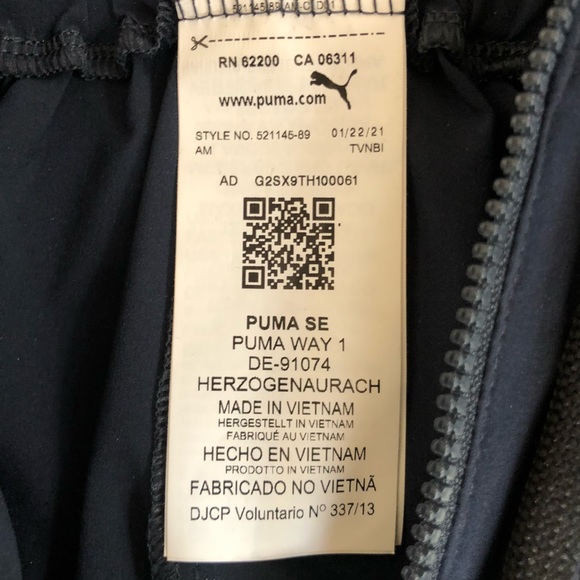 RN 62200 CA 06311
www.puma.com
STYLE NO. 521145-89 01/22/21
AM TVNBI
AD G2SX9TH100061
PUMA SE
PUMA WAY 1
DE-91074
HERZOGENAURACH
MADE IN VIETNAM
HERGESTELLT IN VIETNAM
FABRIQUÉ AU VIETNAM
HECHO EN VIETNAM
PRODOTTO IN VIETNAM
FABRICADO NO VIETNÃ
DJCP Voluntario Nº 337/13